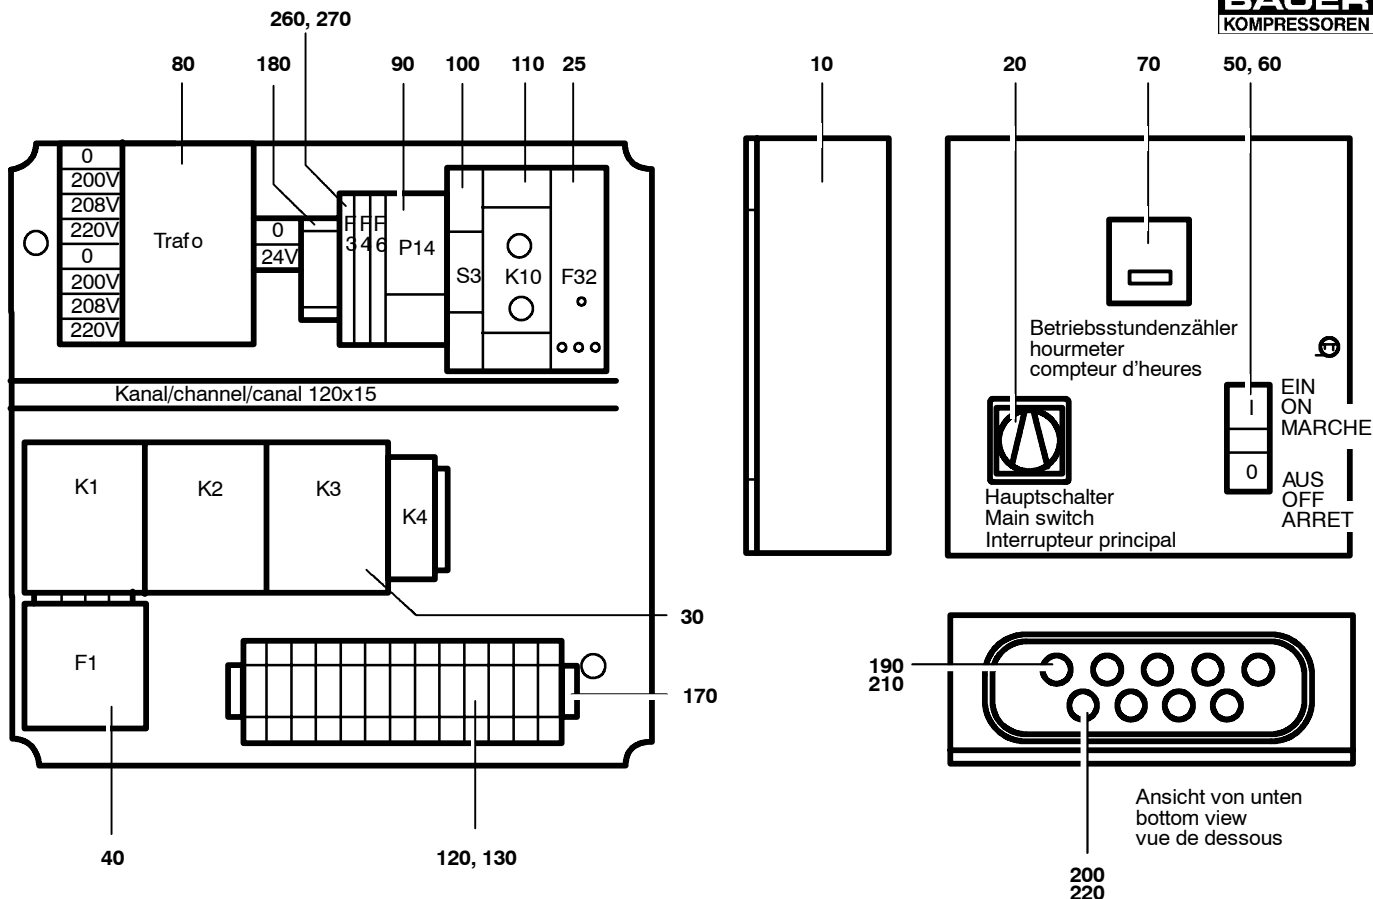 BAUER
KOMPRESSOREN
260, 270
80
180
90
100
110
25
10
20
70
50, 60
0
200V
208V
220V
0
200V
208V
220V
Trafo
0
24V
F
3
F
4
F
6
P14
S3
K10
F32
Kanal/channel/canal 120x15
K1
K2
K3
K4
F1
30
170
40
120, 130
Betriebsstundenzähler
hourmeter
compteur d'heures
Hauptschalter
Main switch
Interrupteur principal
I
0
EIN
ON
MARCHE
AUS
OFF
ARRET
190
210
Ansicht von unten
bottom view
vue de dessous
200
220